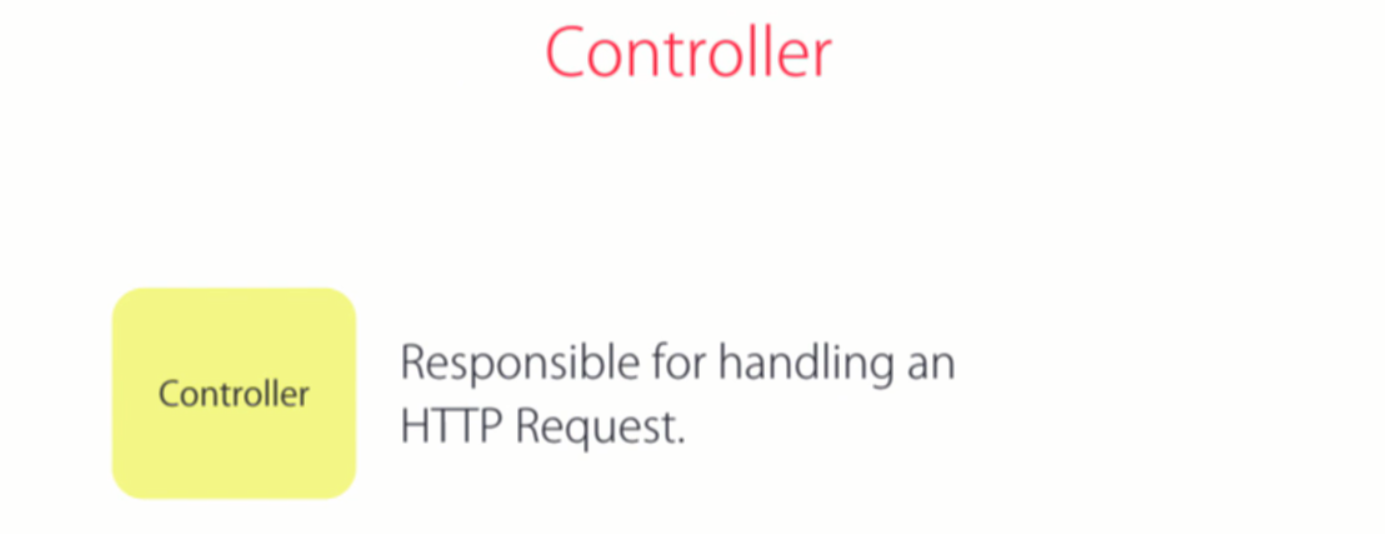 Controller
Controller
Responsible for handling an
HTTP Request.